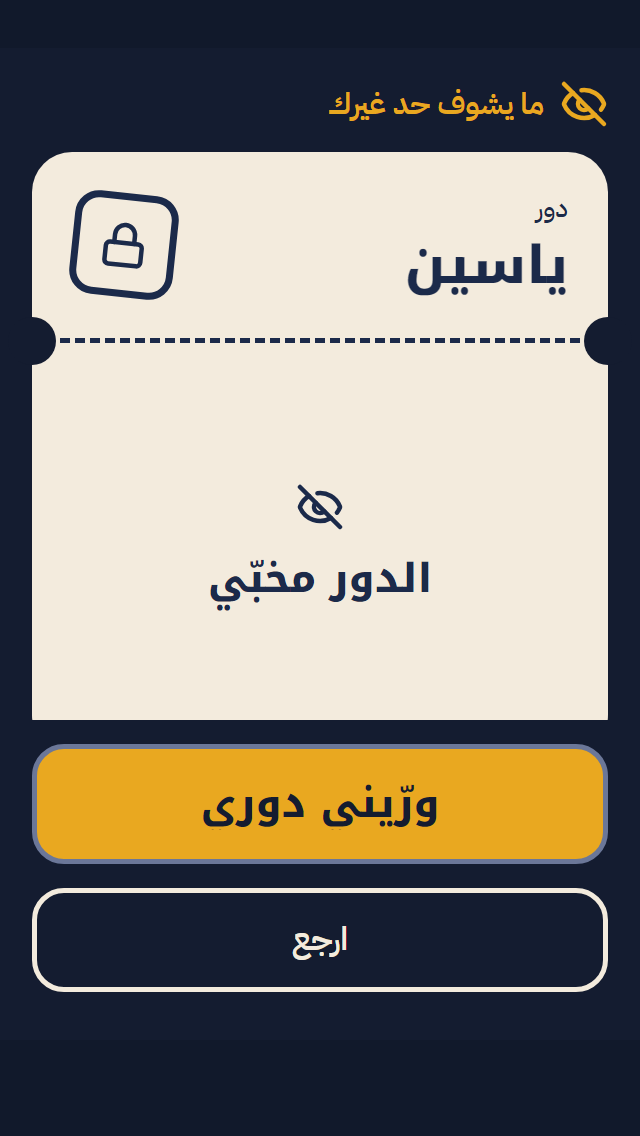 ما يشوف حد غيرك
دور
ياسين
الدور مخبّي
ورّيني دوري
ارجع